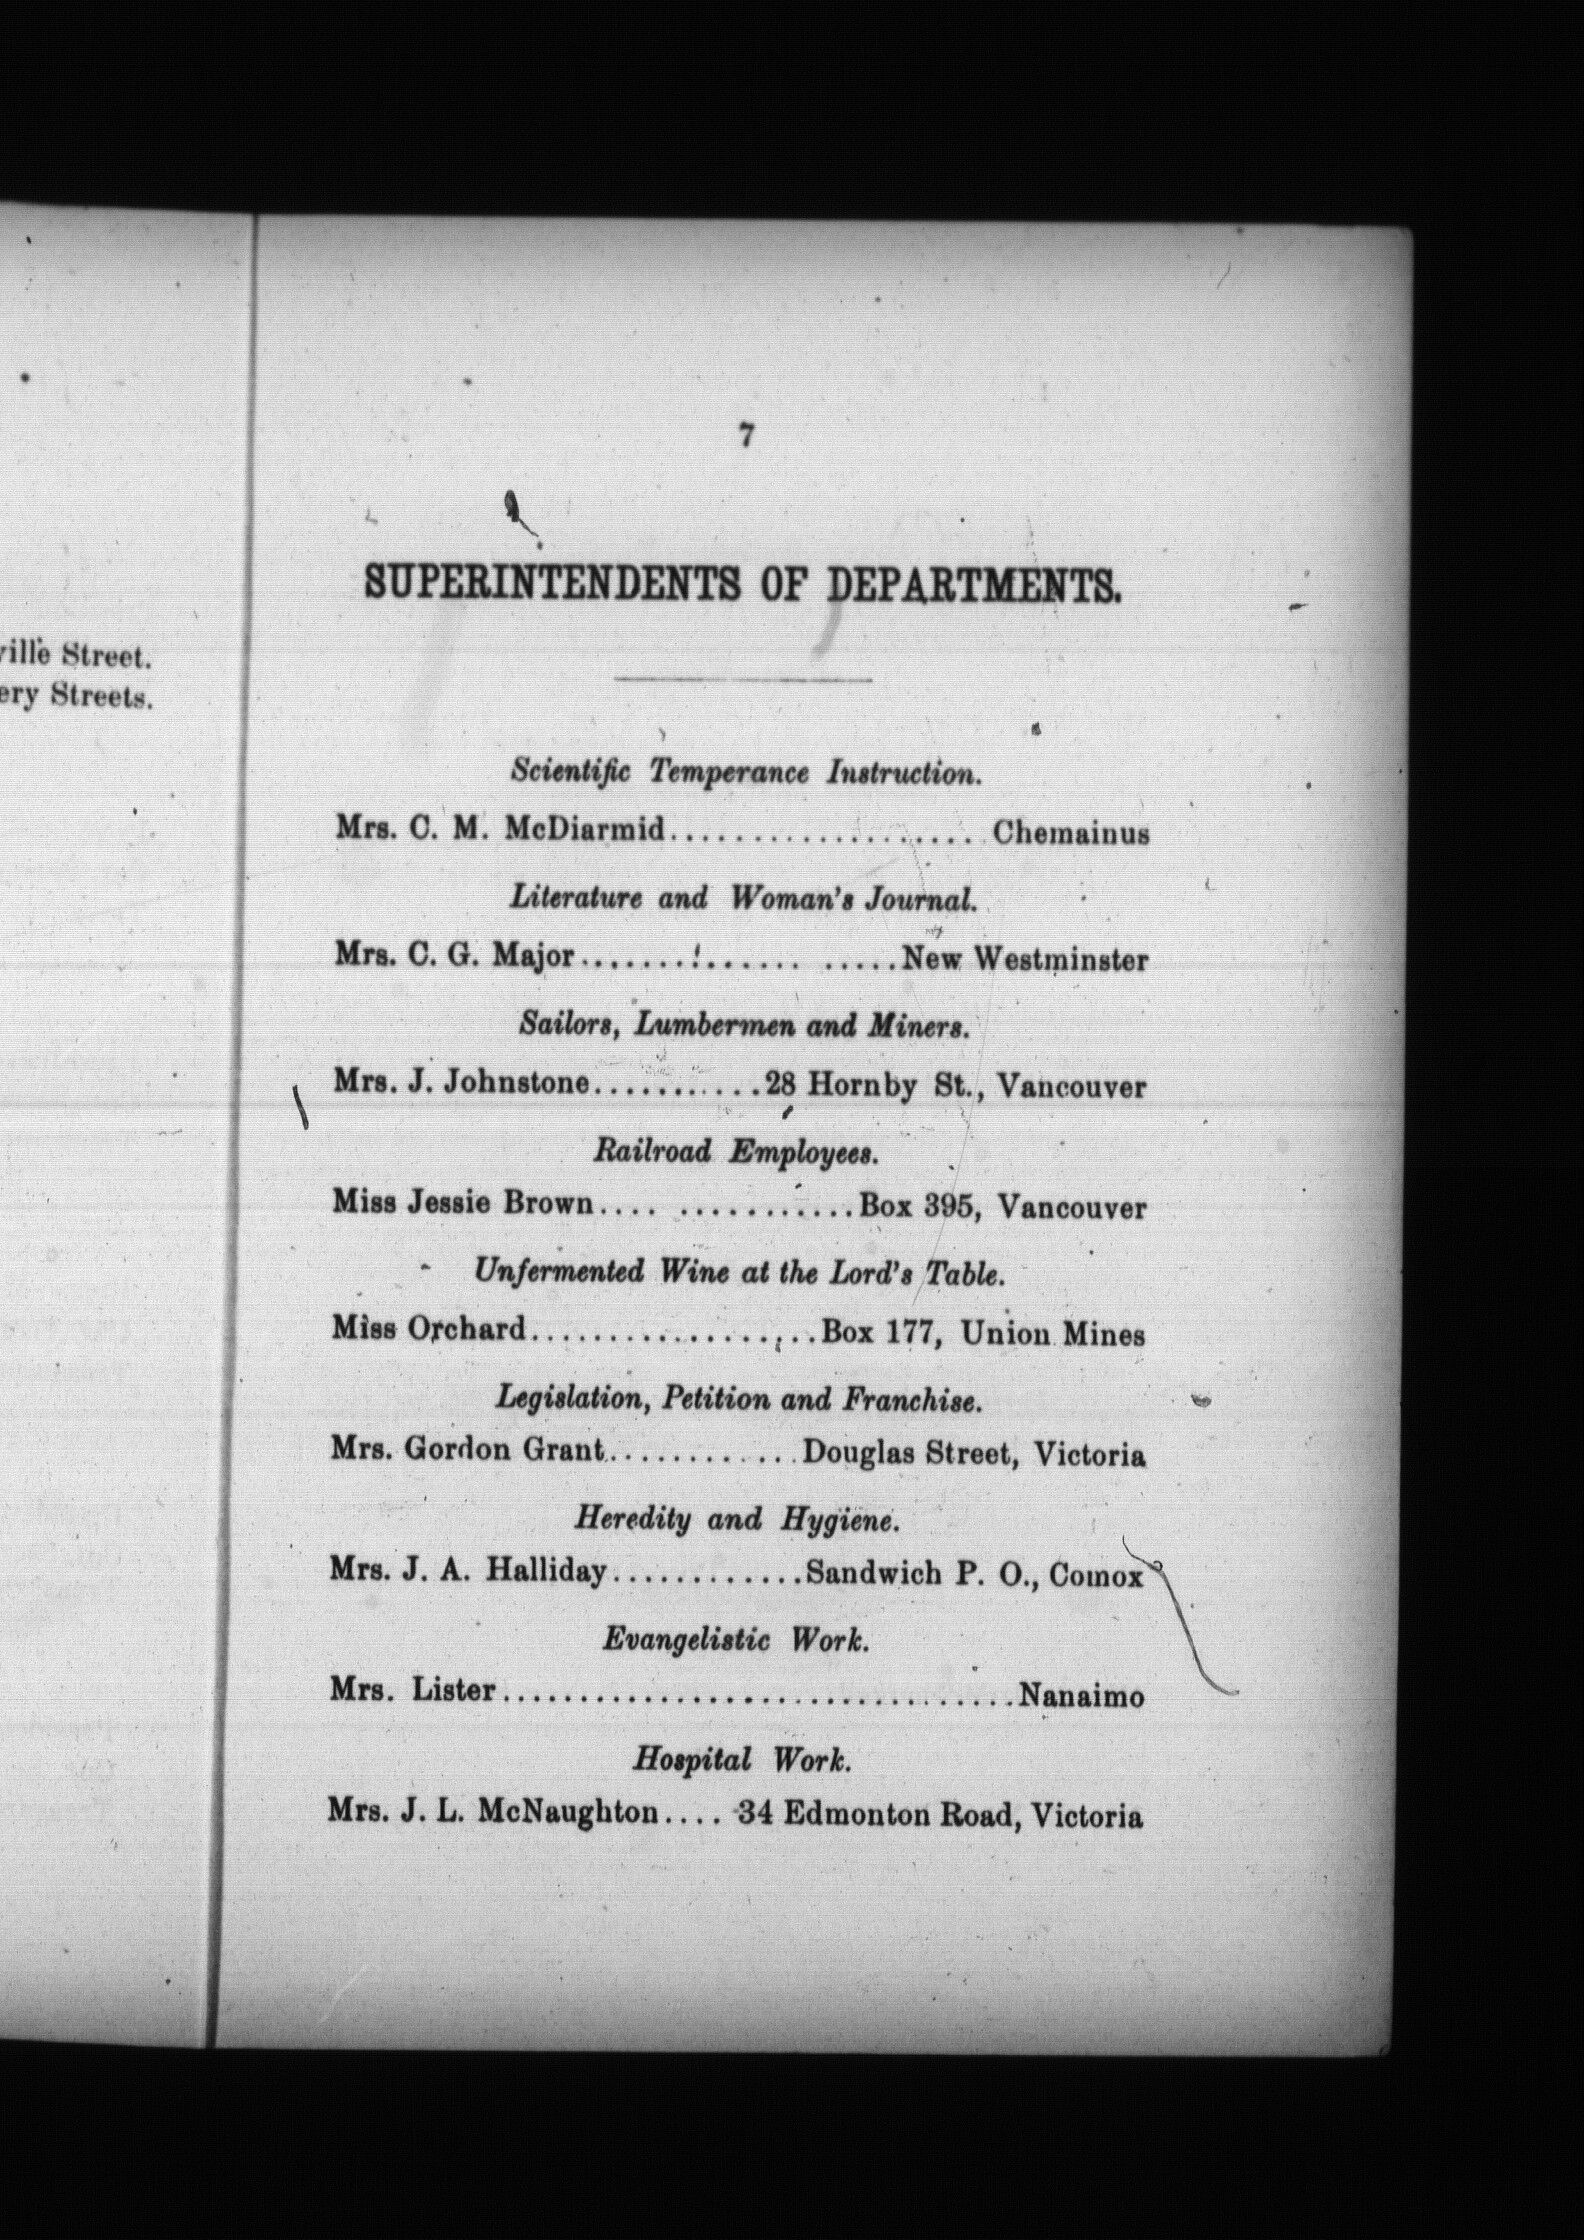 Street.
Streets.
7
SUPERINTENDENTS OF DEPARTMENTS.
Scientific Temperance Instruction.
Mrs. C. M. McDiarmid.................... Chemainus
Literature and Woman's Journal.
Mrs. C. G. Major.............. .....New Westminster
Sailors, Lumbermen and Miners.
Mrs. J. Johnstone...........28 Hornby St., Vancouver
Railroad Employees.
Miss Jessie Brown.... ...........Box 395, Vancouver
Unfermented Wine at the Lord's Table.
Miss Orchard..................Box 177, Union Mines
Legislation, Petition and Franchise.
Mrs. Gordon Grant............Douglas Street, Victoria
Heredity and Hygiene.
Mrs. J. A. Halliday............Sandwich P. O., Comox
Evangelistic Work.
Mrs. Lister................................Nanaimo
Hospital Work.
Mrs. J. L. McNaughton.... 34 Edmonton Road, Victoria